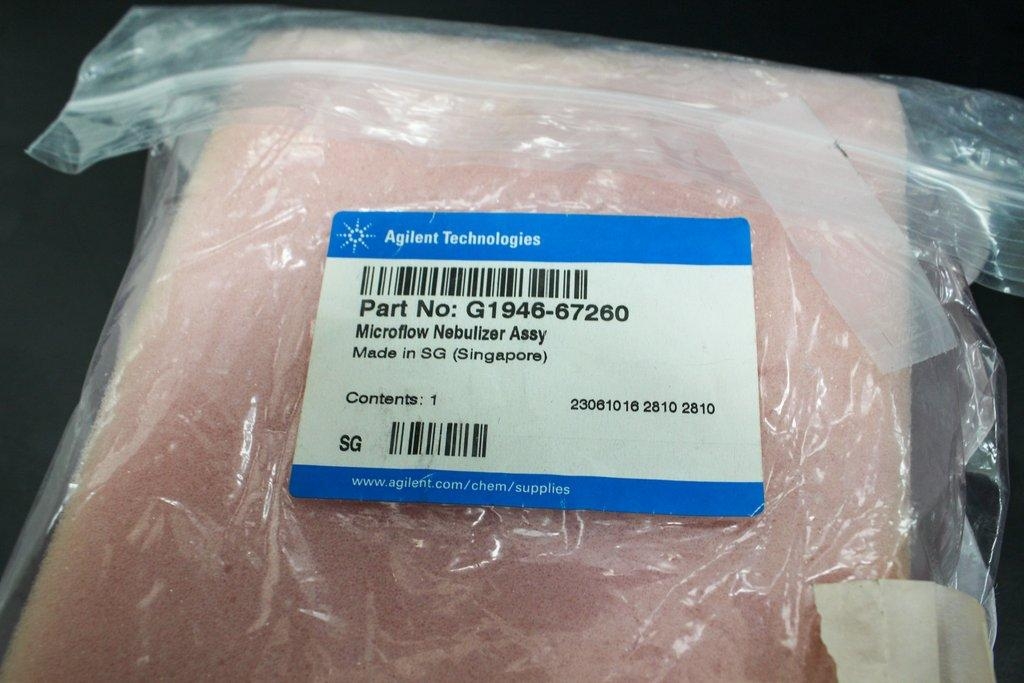 Agilent Technologies
Part No: G1946-67260
Microflow Nebulizer Assy
Made in SG (Singapore)
Contents: 1
23061016 2810 2810
SG
www.agilent.com/chem/supplies